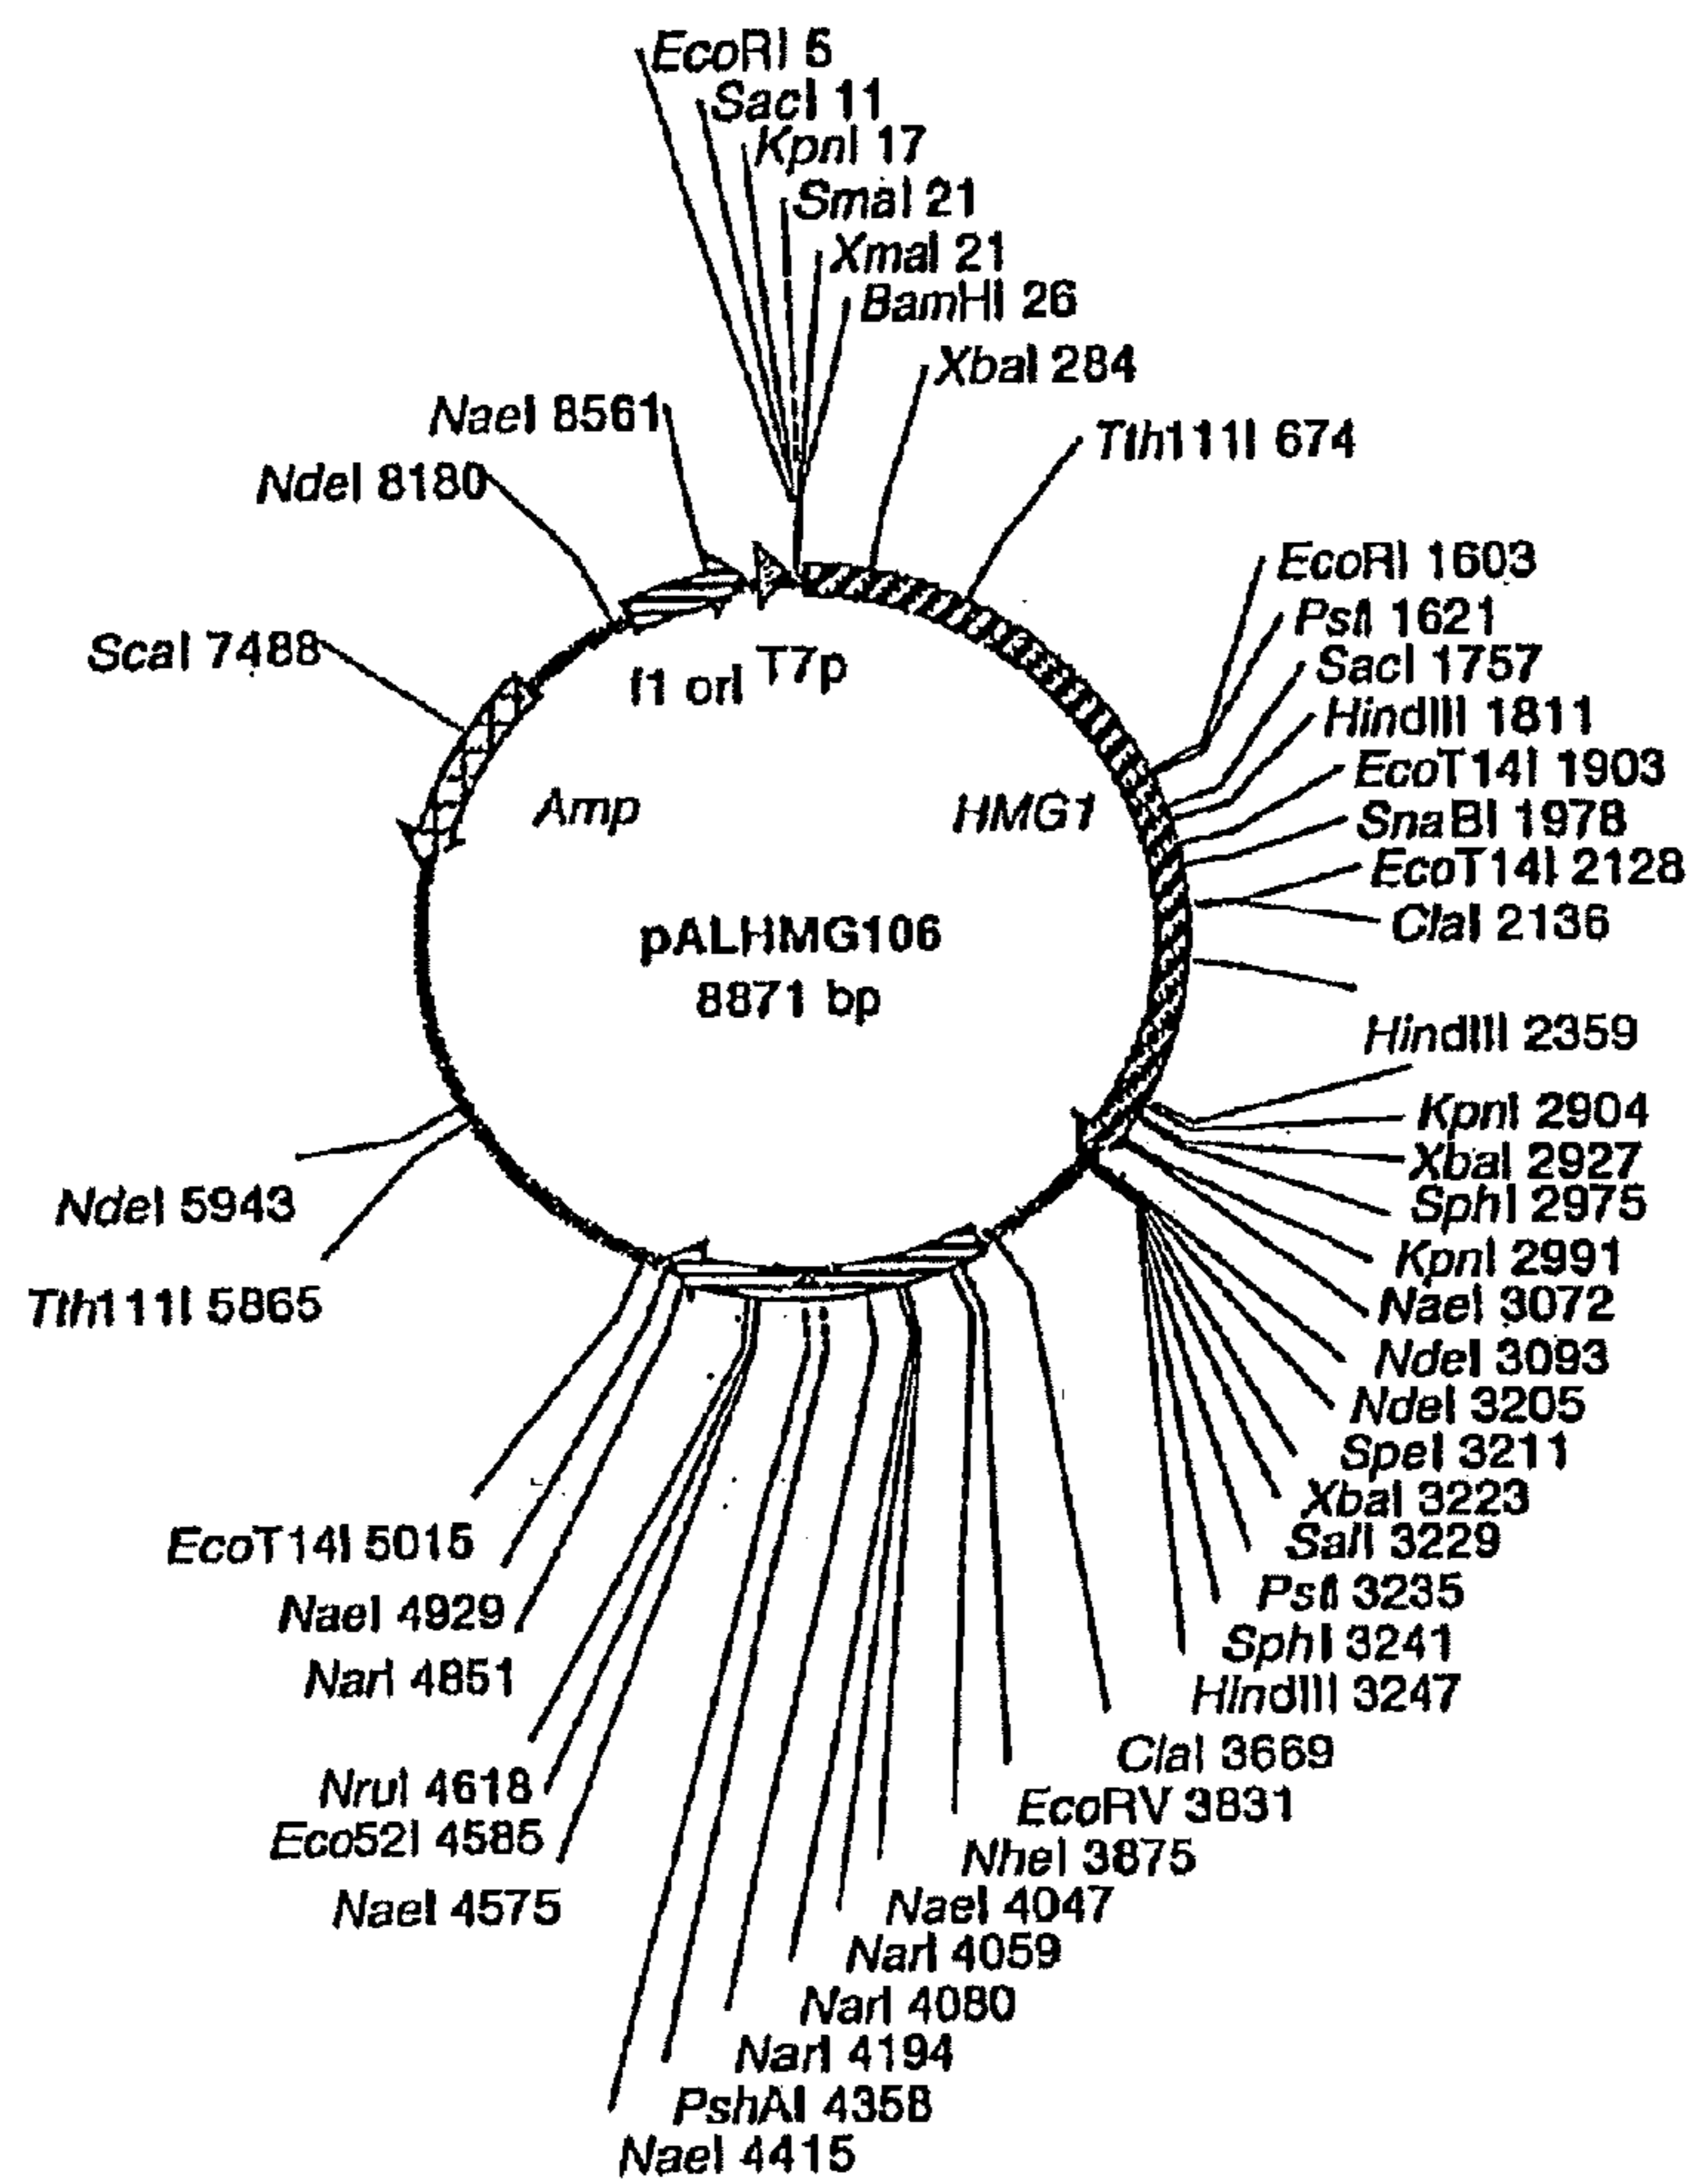 EcoRI 5
SacI 11
KpnI 17
SmaI 21
XmaI 21
BamHI 26
XbaI 284
Tth111I 674
NaeI 8561
NdeI 8180
ScaI 7488
EcoRI 1603
PstI 1621
SacI 1757
HindIII 1811
EcoT14I 1903
SnaBI 1978
EcoT14I 2128
ClaI 2136
HindIII 2359
KpnI 2904
XbaI 2927
SphI 2975
KpnI 2991
NaeI 3072
NdeI 3093
NdeI 3205
SpeI 3211
XbaI 3223
SalI 3229
PstI 3235
SphI 3241
HindIII 3247
ClaI 3669
EcoRV 3831
NheI 3875
NaeI 4047
NarI 4059
NarI 4080
NarI 4194
PshAI 4358
NaeI 4415
NaeI 4575
Eco52I 4585
NruI 4618
NarI 4851
NaeI 4929
EcoT14I 5015
Tth111I 5865
NdeI 5943
f1 ori
T7p
Amp
HMG1
pALHMG106
8871 bp